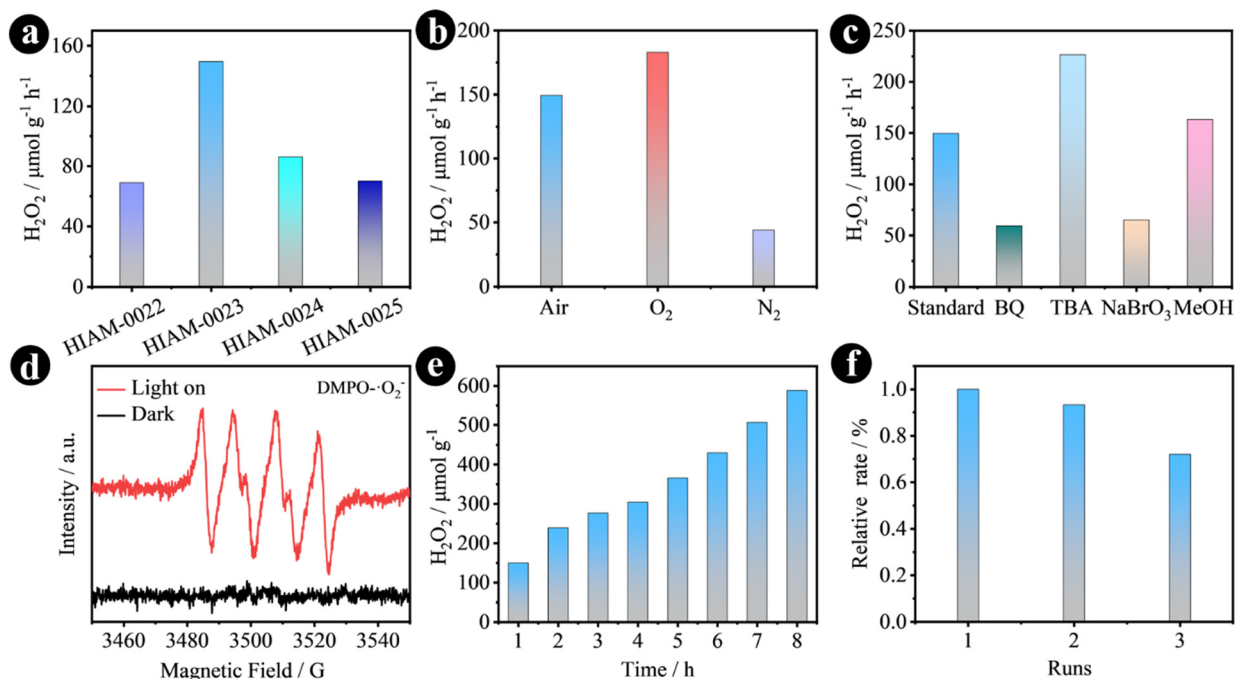 a
H₂O₂ / μmol g⁻¹ h⁻¹
160
120
80
40
0
HIAM-0022
HIAM-0023
HIAM-0024
HIAM-0025
b
H₂O₂ / μmol g⁻¹ h⁻¹
200
150
100
50
0
Air
O₂
N₂
c
H₂O₂ / μmol g⁻¹ h⁻¹
250
200
150
100
50
0
Standard
BQ
TBA
NaBrO₃
MeOH
d
Light on
Dark
DMPO-·O₂⁻
Intensity / a.u.
3460
3480
3500
3520
3540
Magnetic Field / G
e
H₂O₂ / μmol g⁻¹
600
500
400
300
200
100
0
1
2
3
4
5
6
7
8
Time / h
f
Relative rate / %
1.0
0.8
0.6
0.4
0.2
0.0
1
2
3
Runs